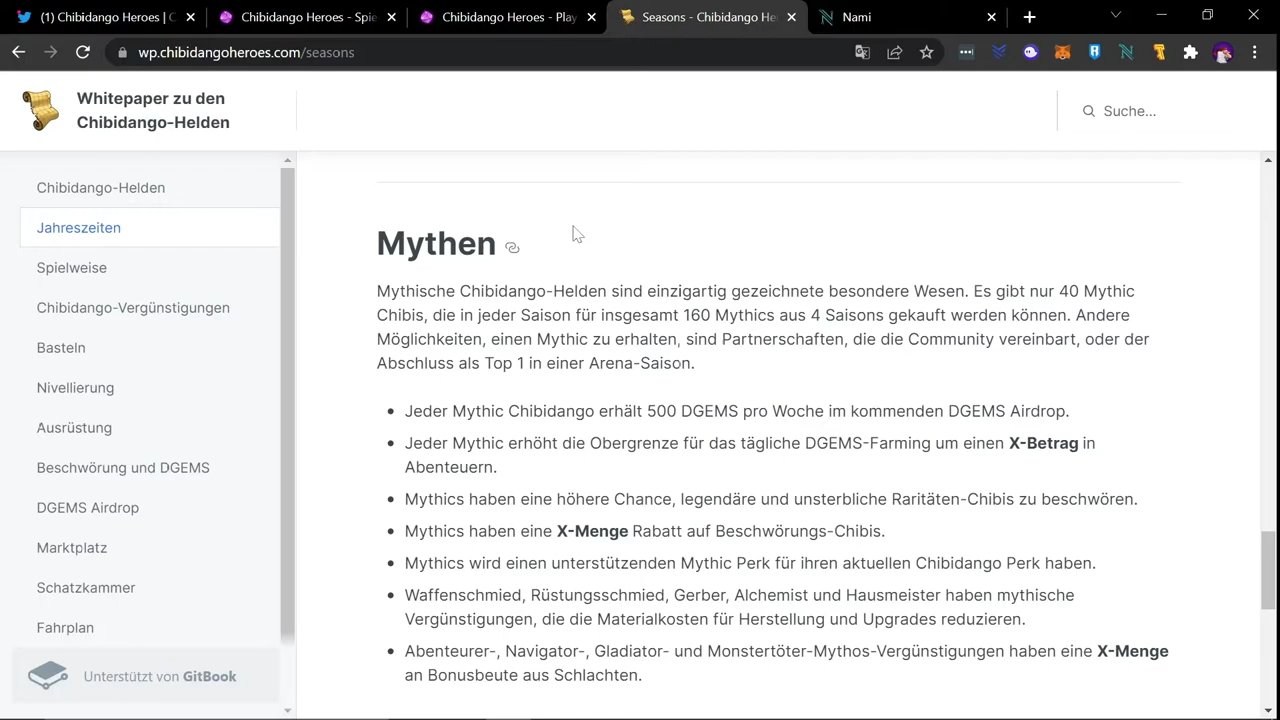 (1) Chibidango Heroes | C
Chibidango Heroes - Spie
Chibidango Heroes - Play
Seasons - Chibidango He
Nami
wp.chibidangoheroes.com/seasons
Whitepaper zu den
Chibidango-Helden
Suche...
Chibidango-Helden
Jahreszeiten
Spielweise
Chibidango-Vergünstigungen
Basteln
Nivellierung
Ausrüstung
Beschwörung und DGEMS
DGEMS Airdrop
Marktplatz
Schatzkammer
Fahrplan
Unterstützt von GitBook
Mythen
Mythische Chibidango-Helden sind einzigartig gezeichnete besondere Wesen. Es gibt nur 40 Mythic
Chibis, die in jeder Saison für insgesamt 160 Mythics aus 4 Saisons gekauft werden können. Andere
Möglichkeiten, einen Mythic zu erhalten, sind Partnerschaften, die die Community vereinbart, oder der
Abschluss als Top 1 in einer Arena-Saison.
• Jeder Mythic Chibidango erhält 500 DGEMS pro Woche im kommenden DGEMS Airdrop.
• Jeder Mythic erhöht die Obergrenze für das tägliche DGEMS-Farming um einen X-Betrag in
Abenteuern.
• Mythics haben eine höhere Chance, legendäre und unsterbliche Raritäten-Chibis zu beschwören.
• Mythics haben eine X-Menge Rabatt auf Beschwörungs-Chibis.
• Mythics wird einen unterstützenden Mythic Perk für ihren aktuellen Chibidango Perk haben.
• Waffenschmied, Rüstungsschmied, Gerber, Alchemist und Hausmeister haben mythische
Vergünstigungen, die die Materialkosten für Herstellung und Upgrades reduzieren.
• Abenteurer-, Navigator-, Gladiator- und Monstertöter-Mythos-Vergünstigungen haben eine X-Menge
an Bonusbeute aus Schlachten.